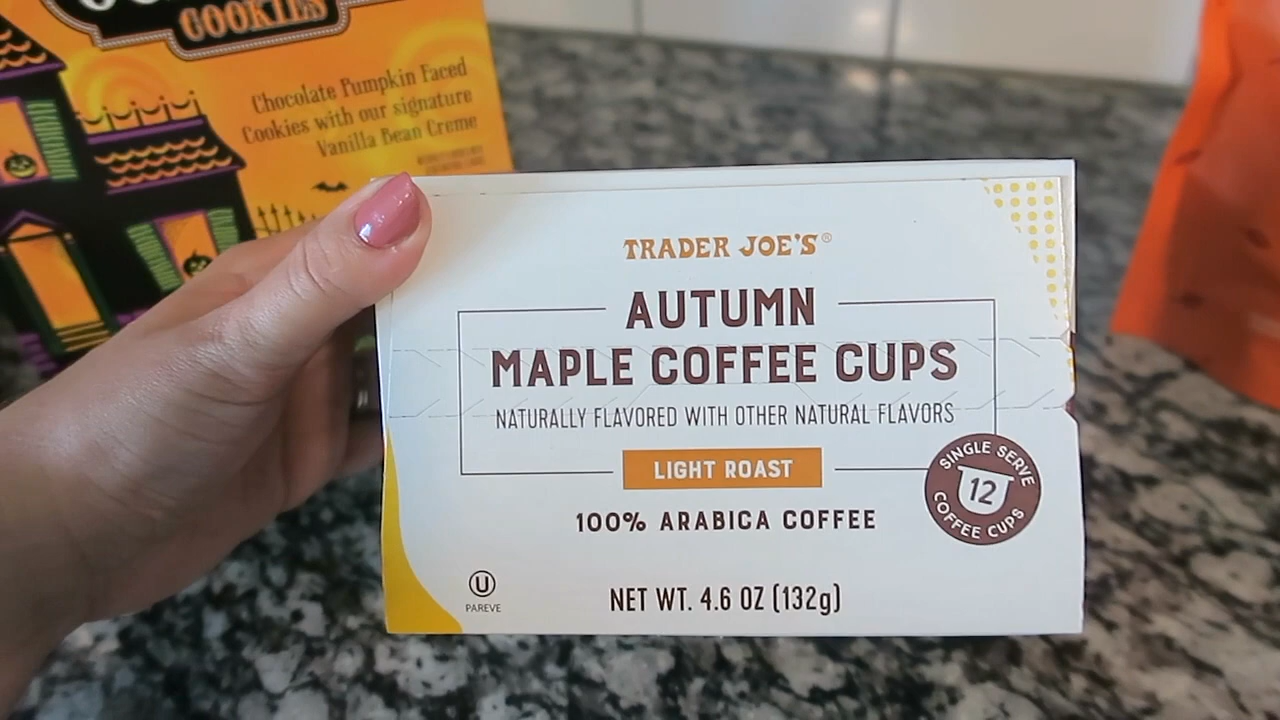 COOKIES
Chocolate Pumpkin Faced
Cookies with our signature
Vanilla Bean Creme
TRADER JOE'S®
AUTUMN
MAPLE COFFEE CUPS
NATURALLY FLAVORED WITH OTHER NATURAL FLAVORS
LIGHT ROAST
100% ARABICA COFFEE
SINGLE SERVE
12
COFFEE CUPS
U
PAREVE
NET WT. 4.6 OZ (132g)